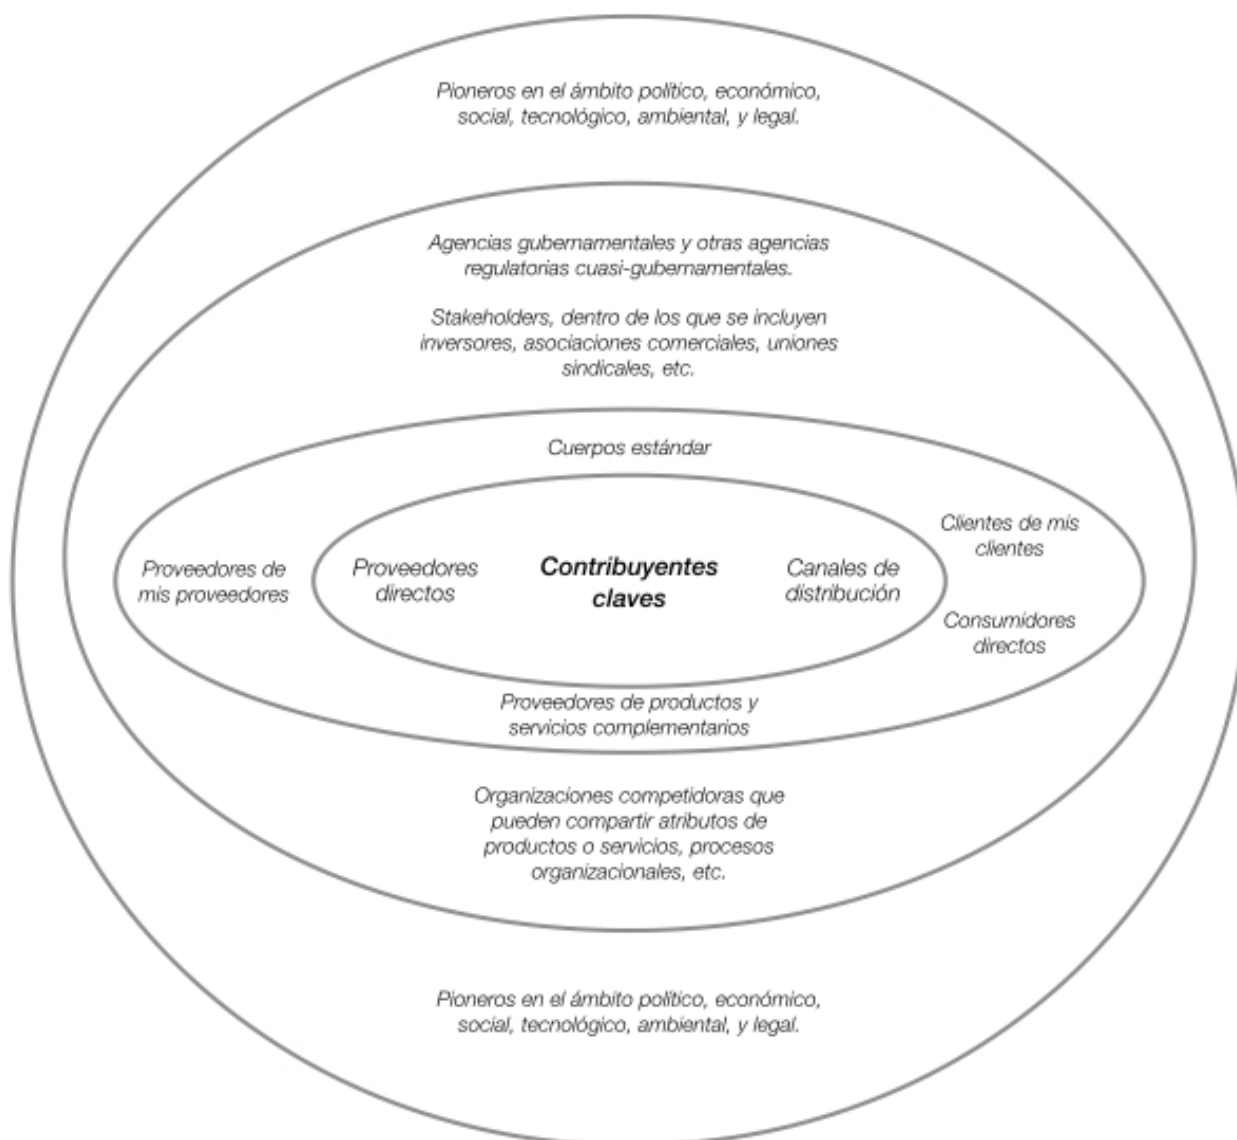 Pioneros en el ámbito político, económico,
social, tecnológico, ambiental, y legal.
Agencias gubernamentales y otras agencias
regulatorias cuasi-gubernamentales.
Stakeholders, dentro de los que se incluyen
inversores, asociaciones comerciales, uniones
sindicales, etc.
Cuerpos estándar
Proveedores de
mis proveedores
Proveedores
directos
Contribuyentes
claves
Canales de
distribución
Clientes de mis
clientes
Consumidores
directos
Proveedores de productos y
servicios complementarios
Organizaciones competidoras que
pueden compartir atributos de
productos o servicios, procesos
organizacionales, etc.
Pioneros en el ámbito político, económico,
social, tecnológico, ambiental, y legal.